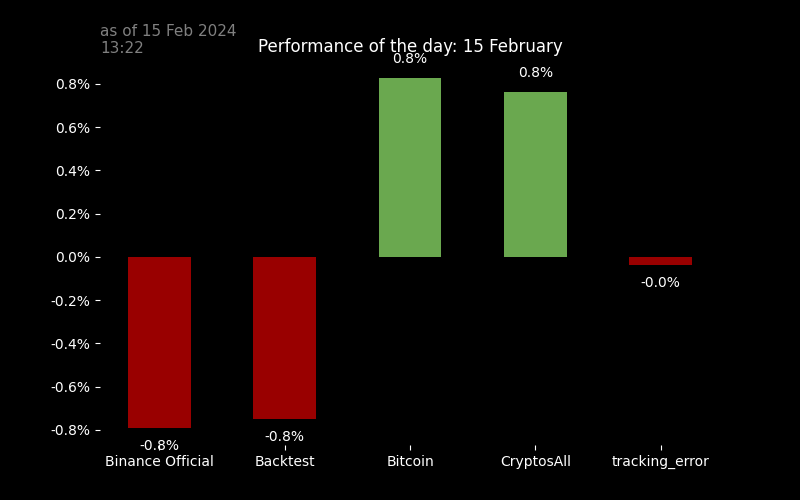 as of 15 Feb 2024
13:22
Performance of the day: 15 February
0.8%
0.8%
0.8%
0.6%
0.4%
0.2%
0.0%
-0.2%
-0.4%
-0.6%
-0.8%
-0.0%
-0.8%
-0.8%
Binance Official
Backtest
Bitcoin
CryptosAll
tracking_error